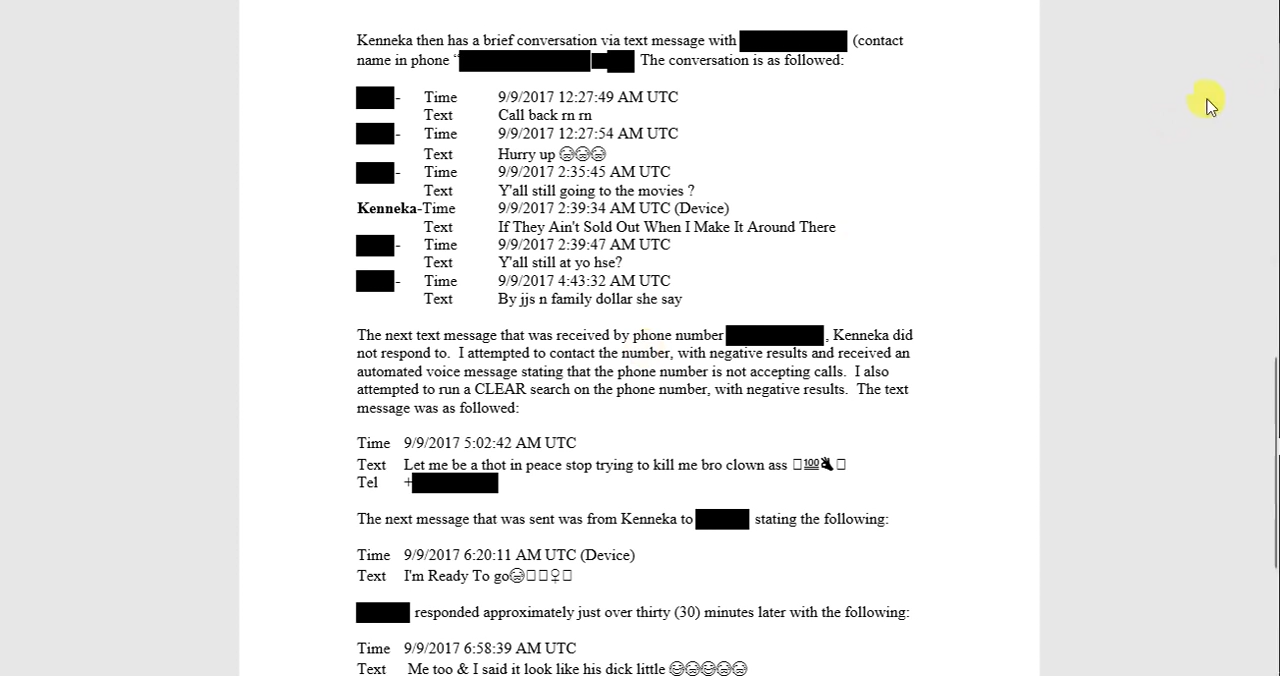 Kenneka then has a brief conversation via text message with (contact
name in phone “ The conversation is as followed:
- Time 9/9/2017 12:27:49 AM UTC
Text Call back rn rn
- Time 9/9/2017 12:27:54 AM UTC
Text Hurry up 😂😂😂
- Time 9/9/2017 2:35:45 AM UTC
Text Y'all still going to the movies ?
Kenneka-Time 9/9/2017 2:39:34 AM UTC (Device)
Text If They Ain't Sold Out When I Make It Around There
- Time 9/9/2017 2:39:47 AM UTC
Text Y'all still at yo hse?
- Time 9/9/2017 4:43:32 AM UTC
Text By jjs n family dollar she say
The next text message that was received by phone number , Kenneka did
not respond to. I attempted to contact the number, with negative results and received an
automated voice message stating that the phone number is not accepting calls. I also
attempted to run a CLEAR search on the phone number, with negative results. The text
message was as followed:
Time 9/9/2017 5:02:42 AM UTC
Text Let me be a thot in peace stop trying to kill me bro clown ass □💯👌□
Tel +
The next message that was sent was from Kenneka to stating the following:
Time 9/9/2017 6:20:11 AM UTC (Device)
Text I'm Ready To go😂□□♀□
responded approximately just over thirty (30) minutes later with the following:
Time 9/9/2017 6:58:39 AM UTC
Text Me too & I said it look like his dick little 😂😂😂😂😂